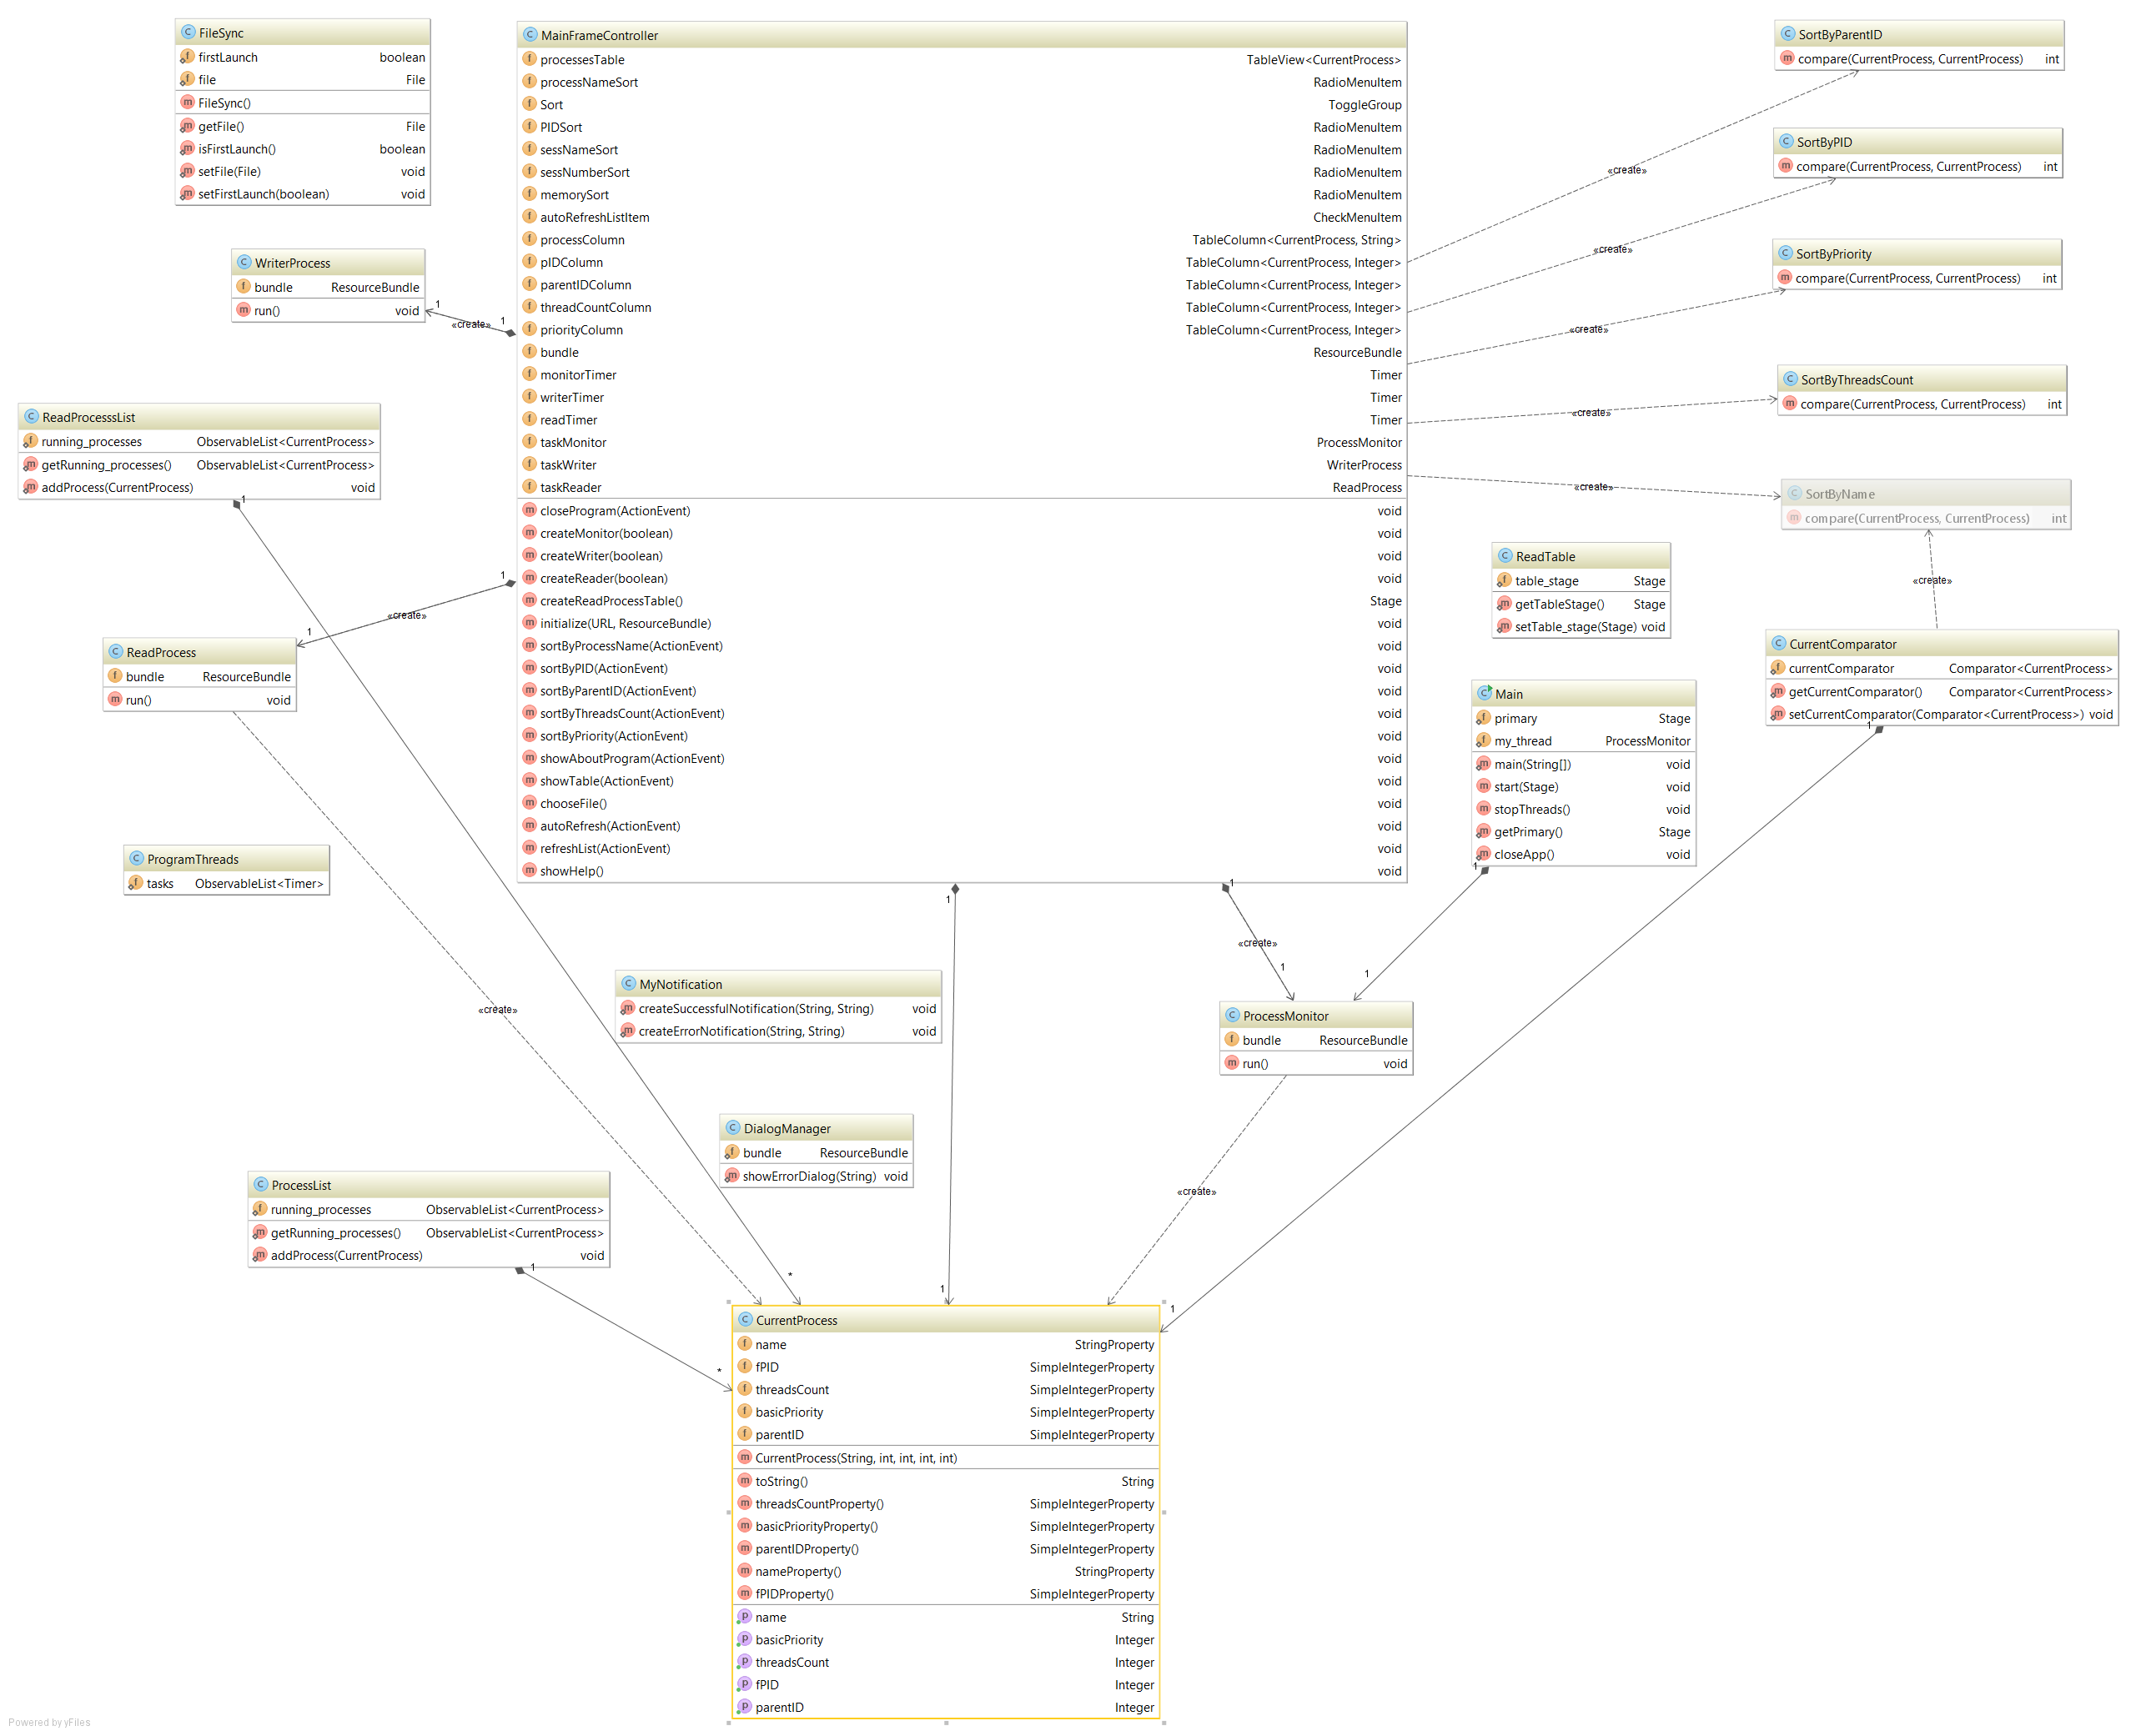 FileSync
firstLaunch boolean
file File
FileSync()
getFile() File
isFirstLaunch() boolean
setFile(File) void
setFirstLaunch(boolean) void
MainFrameController
processesTable TableView<CurrentProcess>
processNameSort RadioMenuItem
Sort ToggleGroup
PIDSort RadioMenuItem
sessNameSort RadioMenuItem
sessNumberSort RadioMenuItem
memorySort RadioMenuItem
autoRefreshListItem CheckMenuItem
processColumn TableColumn<CurrentProcess, String>
pIDColumn TableColumn<CurrentProcess, Integer>
parentIDColumn TableColumn<CurrentProcess, Integer>
threadCountColumn TableColumn<CurrentProcess, Integer>
priorityColumn TableColumn<CurrentProcess, Integer>
bundle ResourceBundle
monitorTimer Timer
writerTimer Timer
readTimer Timer
taskMonitor ProcessMonitor
taskWriter WriterProcess
taskReader ReadProcess
closeProgram(ActionEvent) void
createMonitor(boolean) void
createWriter(boolean) void
createReader(boolean) void
createReadProcessTable() Stage
initialize(URL, ResourceBundle) void
sortByProcessName(ActionEvent) void
sortByPID(ActionEvent) void
sortByParentID(ActionEvent) void
sortByThreadsCount(ActionEvent) void
sortByPriority(ActionEvent) void
showAboutProgram(ActionEvent) void
showTable(ActionEvent) void
chooseFile() void
autoRefresh(ActionEvent) void
refreshList(ActionEvent) void
showHelp() void
SortByParentID
compare(CurrentProcess, CurrentProcess) int
«create»
SortByPID
compare(CurrentProcess, CurrentProcess) int
«create»
SortByPriority
compare(CurrentProcess, CurrentProcess) int
«create»
SortByThreadsCount
compare(CurrentProcess, CurrentProcess) int
«create»
SortByName
compare(CurrentProcess, CurrentProcess) int
«create»
«create»
WriterProcess
bundle ResourceBundle
run() void
1
«create»
1
ReadProcesssList
running_processes ObservableList<CurrentProcess>
getRunning_processes() ObservableList<CurrentProcess>
addProcess(CurrentProcess) void
1
ReadTable
table_stage Stage
getTableStage() Stage
setTable_stage(Stage) void
CurrentComparator
currentComparator Comparator<CurrentProcess>
getCurrentComparator() Comparator<CurrentProcess>
setCurrentComparator(Comparator<CurrentProcess>) void
1
1
«create»
1
ReadProcess
bundle ResourceBundle
run() void
Main
primary Stage
my_thread ProcessMonitor
main(String[]) void
start(Stage) void
stopThreads() void
getPrimary() Stage
closeApp() void
1
ProgramThreads
tasks ObservableList<Timer>
1
1
«create»
1
1
MyNotification
createSuccessfulNotification(String, String) void
createErrorNotification(String, String) void
«create»
ProcessMonitor
bundle ResourceBundle
run() void
DialogManager
bundle ResourceBundle
showErrorDialog(String) void
«create»
ProcessList
running_processes ObservableList<CurrentProcess>
getRunning_processes() ObservableList<CurrentProcess>
addProcess(CurrentProcess) void
1
*
1
1
*
CurrentProcess
name StringProperty
fPID SimpleIntegerProperty
threadsCount SimpleIntegerProperty
basicPriority SimpleIntegerProperty
parentID SimpleIntegerProperty
CurrentProcess(String, int, int, int, int)
toString() String
threadsCountProperty() SimpleIntegerProperty
basicPriorityProperty() SimpleIntegerProperty
parentIDProperty() SimpleIntegerProperty
nameProperty() StringProperty
fPIDProperty() SimpleIntegerProperty
name String
basicPriority Integer
threadsCount Integer
fPID Integer
parentID Integer
Powered by yFiles